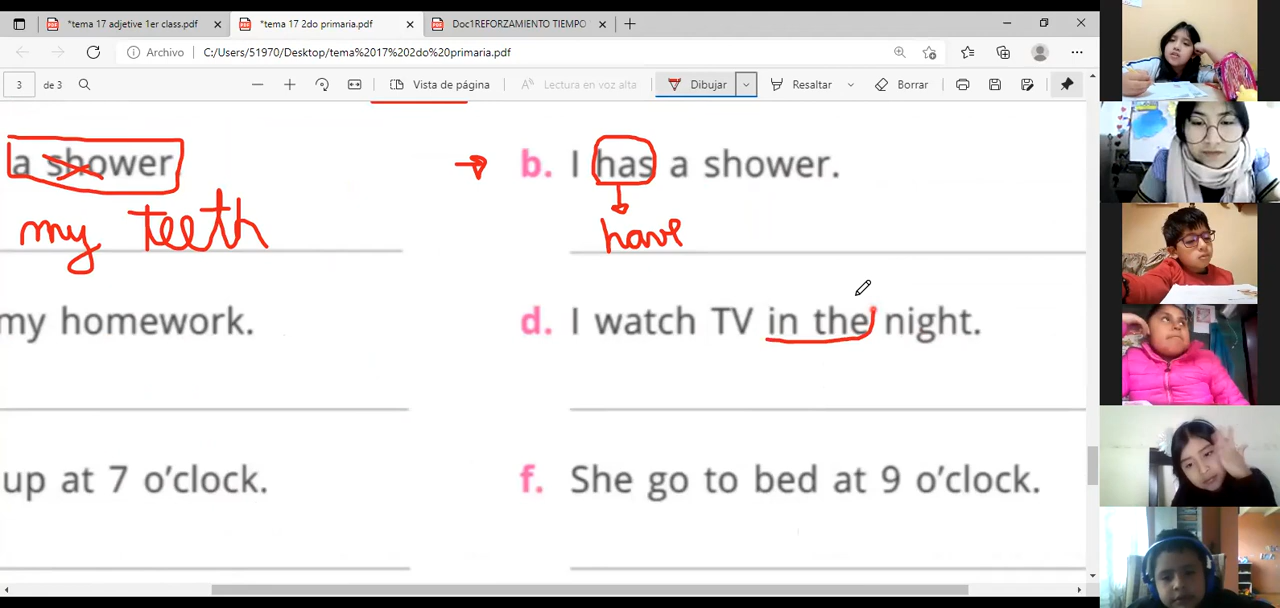 *tema 17 adjetive 1er class.pdf
*tema 17 2do primaria.pdf
Doc1REFORZAMIENTO TIEMPO
Archivo C:/Users/51970/Desktop/tema%2017%202do%20primaria.pdf
3 de 3 Vista de página Lectura en voz alta Dibujar Resaltar Borrar
a shower
my teeth
b. I has a shower.
have
my homework.
d. I watch TV in the night.
up at 7 o'clock.
f. She go to bed at 9 o'clock.